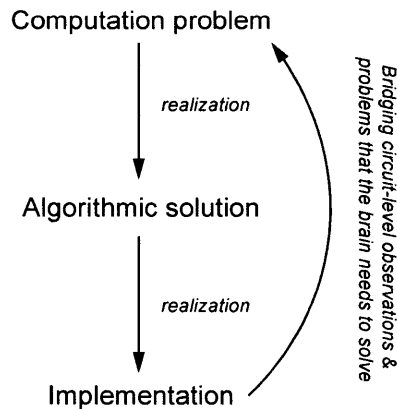 Computation problem
realization
Algorithmic solution
realization
Implementation
Bridging circuit-level observations &
problems that the brain needs to solve